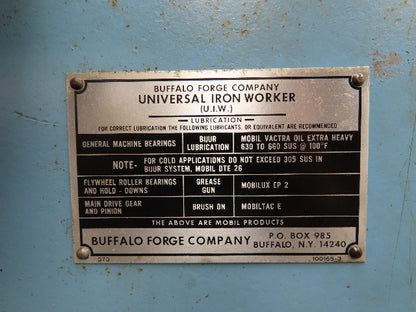 BUFFALO FORGE COMPANY
UNIVERSAL IRON WORKER
(U.I.W.)
LUBRICATION
FOR CORRECT LUBRICATION THE FOLLOWING LUBRICANTS, OR EQUIVALENT ARE RECOMMENDED
GENERAL MACHINE BEARINGS BIJUR LUBRICATION MOBIL VACTRA OIL EXTRA HEAVY 630 TO 660 SUS @ 100°F
NOTE- FOR COLD APPLICATIONS DO NOT EXCEED 305 SUS IN BIJUR SYSTEM, MOBIL DTE 26
FLYWHEEL ROLLER BEARINGS AND HOLD-DOWNS GREASE GUN MOBILUX EP 2
MAIN DRIVE GEAR AND PINION BRUSH ON MOBILTAC E
THE ABOVE ARE MOBIL PRODUCTS
BUFFALO FORGE COMPANY P.O. BOX 985 BUFFALO, N.Y. 14240
373 100165-3